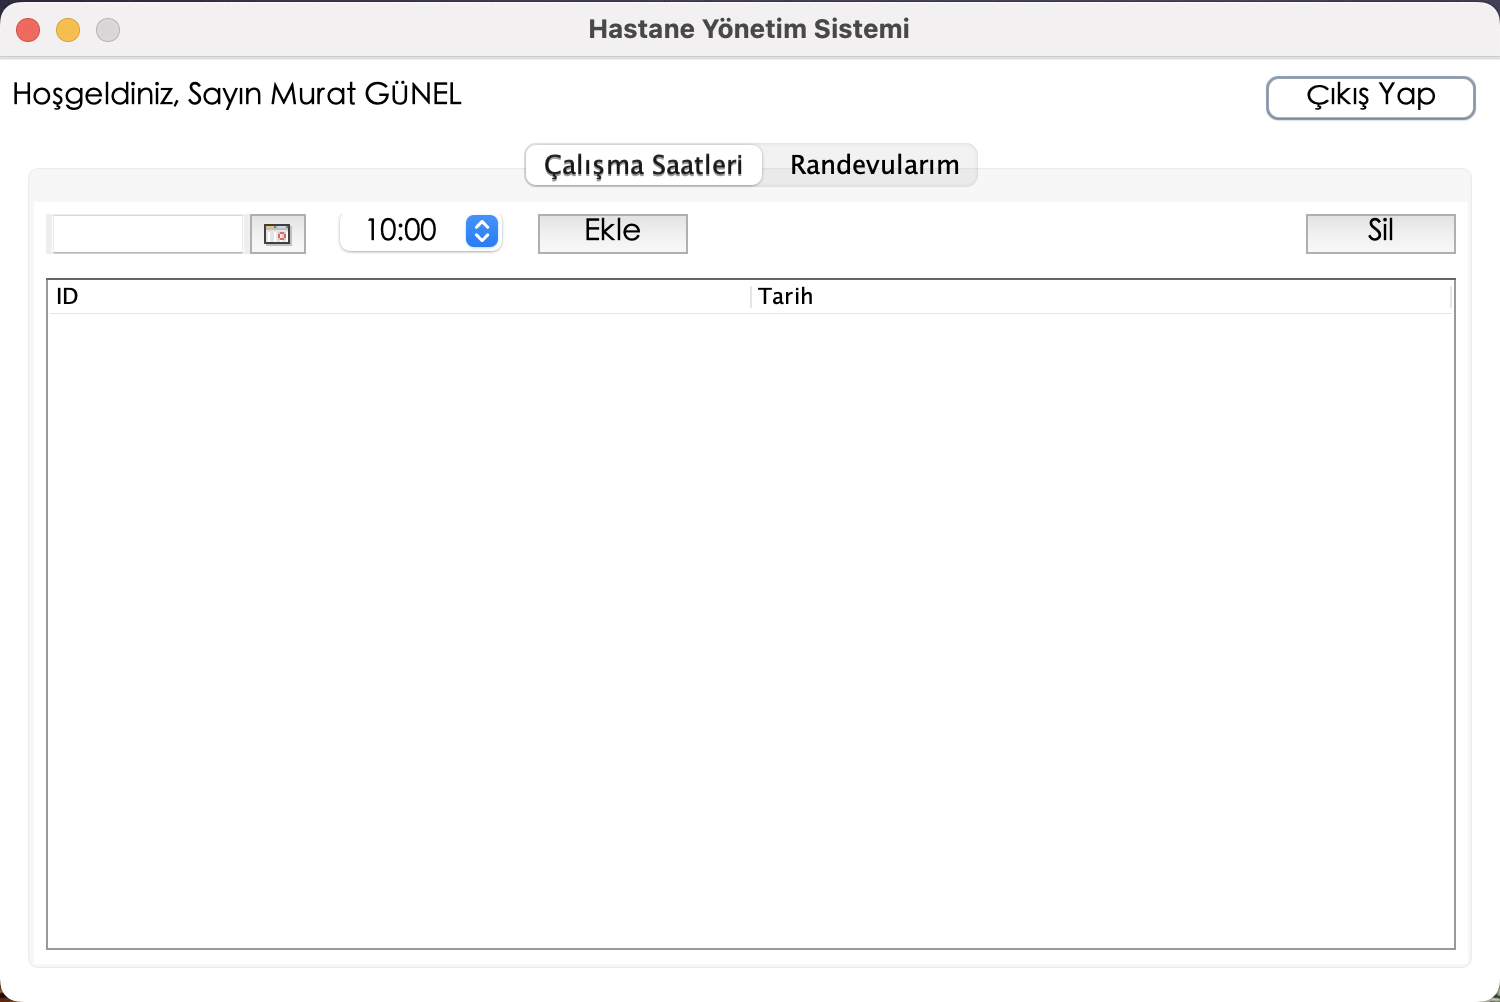 Hastane Yönetim Sistemi
Hoşgeldiniz, Sayın Murat GÜNEL
Çıkış Yap
Çalışma Saatleri
Randevularım
10:00
Ekle
Sil
ID
Tarih